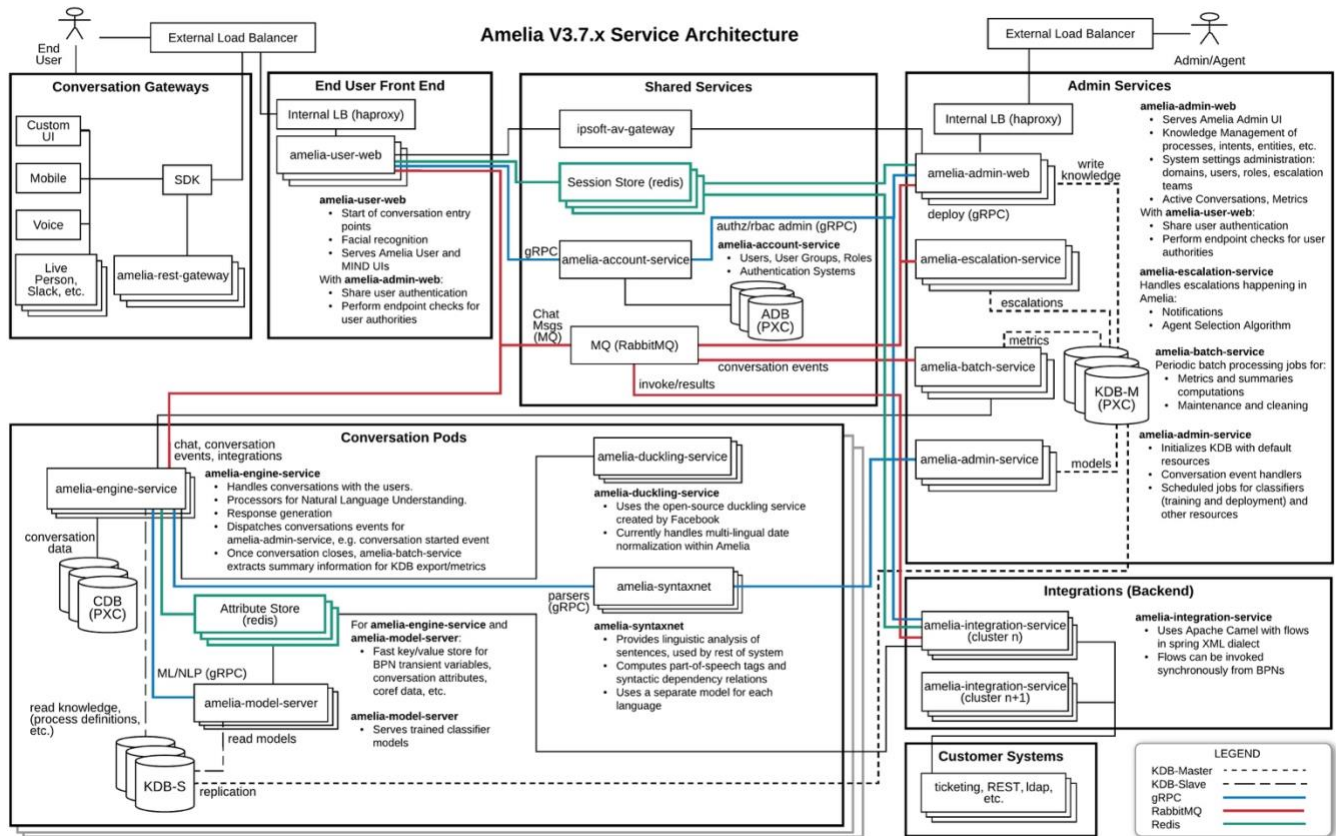 Amelia V3.7.x Service Architecture
End
User
External Load Balancer
External Load Balancer
Admin/Agent
Conversation Gateways
Custom
UI
Mobile
Voice
Live
Person,
Slack, etc.
SDK
amelia-rest-gateway
End User Front End
Internal LB (haproxy)
amelia-user-web
amelia-user-web
• Start of conversation entry
points
• Facial recognition
• Serves Amelia User and
MIND UIs
With amelia-admin-web:
• Share user authentication
• Perform endpoint checks for
user authorities
Shared Services
ipsoft-av-gateway
Session Store (redis)
authz/rbac admin (gRPC)
gRPC
amelia-account-service
amelia-account-service
• Users, User Groups, Roles
• Authentication Systems
ADB
(PXC)
Chat
Msgs
(MQ)
MQ (RabbitMQ)
conversation events
invoke/results
Admin Services
Internal LB (haproxy)
amelia-admin-web
write
knowledge
deploy (gRPC)
amelia-escalation-service
escalations
metrics
amelia-batch-service
KDB-M
(PXC)
amelia-admin-service
models
amelia-admin-web
• Serves Amelia Admin UI
• Knowledge Management of
processes, intents, entities, etc.
• System settings administration:
domains, users, roles, escalation
teams
• Active Conversations, Metrics
With amelia-user-web:
• Share user authentication
• Perform endpoint checks for user
authorities
amelia-escalation-service
Handles escalations happening in
Amelia:
• Notifications
• Agent Selection Algorithm
amelia-batch-service
Periodic batch processing jobs for:
• Metrics and summaries
computations
• Maintenance and cleaning
amelia-admin-service
• Initializes KDB with default
resources
• Conversation event handlers
• Scheduled jobs for classifiers
(training and deployment) and
other resources
Conversation Pods
chat, conversation
events, integrations
amelia-engine-service
amelia-engine-service
• Handles conversations with the users.
• Processors for Natural Language Understanding.
• Response generation
• Dispatches conversations events for
amelia-admin-service, e.g. conversation started event
• Once conversation closes, amelia-batch-service
extracts summary information for KDB export/metrics
conversation
data
CDB
(PXC)
amelia-duckling-service
amelia-duckling-service
• Uses the open-source duckling service
created by Facebook
• Currently handles multi-lingual date
normalization within Amelia
parsers
(gRPC)
amelia-syntaxnet
amelia-syntaxnet
• Provides linguistic analysis of
sentences, used by rest of system
• Computes part-of-speech tags and
syntactic dependency relations
• Uses a separate model for each
language
Attribute Store
(redis)
For amelia-engine-service and
amelia-model-server:
• Fast key/value store for
BPN transient variables,
conversation attributes,
coref data, etc.
ML/NLP (gRPC)
amelia-model-server
amelia-model-server
• Serves trained classifier
models
read knowledge,
(process definitions,
etc.)
read models
KDB-S
replication
Integrations (Backend)
amelia-integration-service
(cluster n)
amelia-integration-service
(cluster n+1)
amelia-integration-service
• Uses Apache Camel with flows
in spring XML dialect
• Flows can be invoked
synchronously from BPNs
Customer Systems
ticketing, REST, ldap,
etc.
LEGEND
KDB-Master
KDB-Slave
gRPC
RabbitMQ
Redis